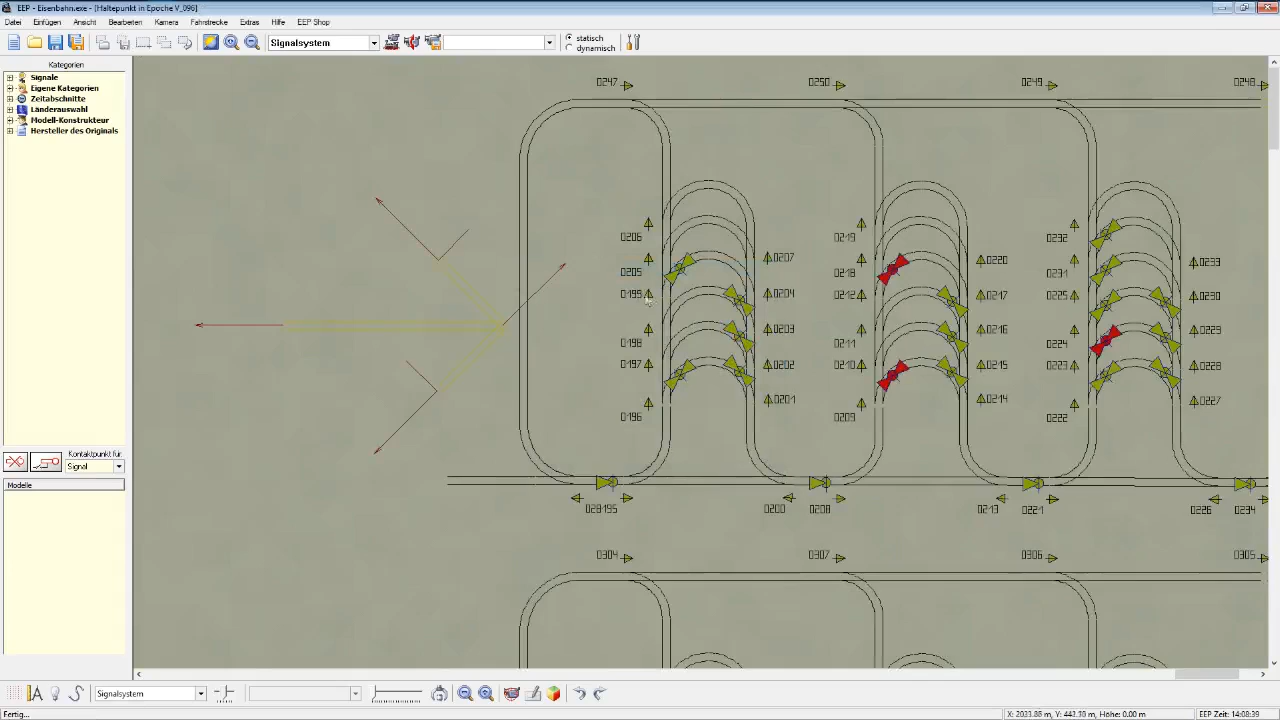 EEP - Eisenbahn.exe - [Haltepunkt in Epoche V_096]
Datei Einfügen Ansicht Bearbeiten Kamera Fahrstrecke Extras Hilfe EEP Shop
Signalsystem
statisch
dynamisch
Kategorien
Signale
Eigene Kategorien
Zeitabschnitte
Länderauswahl
Modell-Konstrukteur
Hersteller des Originals
Kontaktpunkt für:
Signal
Modelle
0247 0250 0249 0248
0206 0219 0232
0205 0207 0218 0220 0231 0233
0199 0204 0212 0217 0225 0230
0198 0203 0211 0216 0224 0229
0197 0202 0210 0215 0223 0228
0196 0201 0209 0214 0222 0227
028195 0200 0208 0213 0221 0226 0234
0304 0307 0306 0305
Signalsystem
Fertig... EEP Zeit: 14:08:39